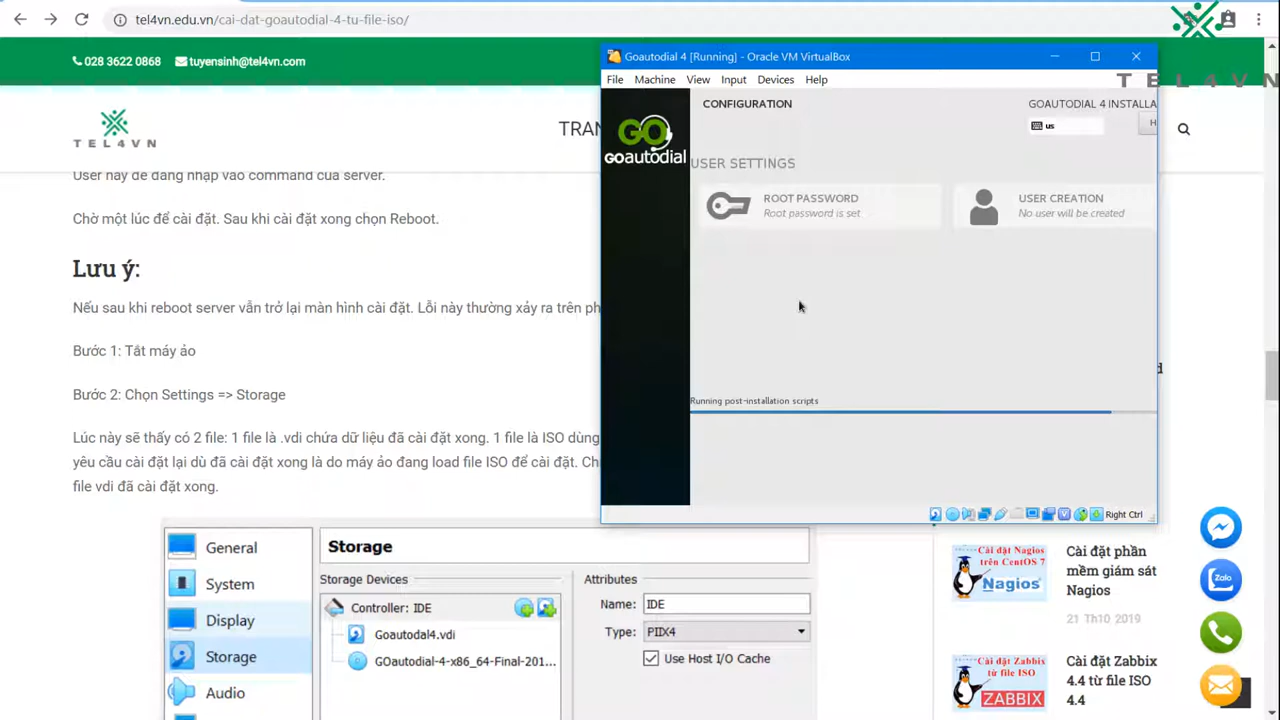 tel4vn.edu.vn/cai-dat-goautodial-4-tu-file-iso/
028 3622 0868 tuyensinh@tel4vn.com
TEL4VN
TEL4VN
TRAN
User này để đăng nhập vào command của server.
Chờ một lúc để cài đặt. Sau khi cài đặt xong chọn Reboot.
Lưu ý:
Nếu sau khi reboot server vẫn trở lại màn hình cài đặt. Lỗi này thường xảy ra trên ph
Bước 1: Tắt máy ảo
Bước 2: Chọn Settings => Storage
Lúc này sẽ thấy có 2 file: 1 file là .vdi chứa dữ liệu đã cài đặt xong. 1 file là ISO dùng
yêu cầu cài đặt lại dù đã cài đặt xong là do máy ảo đang load file ISO để cài đặt. Ch
file vdi đã cài đặt xong.
Goautodial 4 [Running] - Oracle VM VirtualBox
File Machine View Input Devices Help
GO
GOautodial
CONFIGURATION
GOAUTODIAL 4 INSTALLA
us
H
USER SETTINGS
ROOT PASSWORD
Root password is set
USER CREATION
No user will be created
Running post-installation scripts
Right Ctrl
d
General
System
Display
Storage
Audio
Storage
Storage Devices
Controller: IDE
Goautodal4.vdi
GOautodial-4-x86_64-Final-201...
Attributes
Name: IDE
Type: PIIX4
Use Host I/O Cache
Cài đặt Nagios
trên CentOS 7
Nagios
Cài đặt phần
mềm giám sát
Nagios
21 Th10 2019
Cài đặt Zabbix
từ file ISO
ZABBIX
Cài đặt Zabbix
4.4 từ file ISO
4.4
Zalo